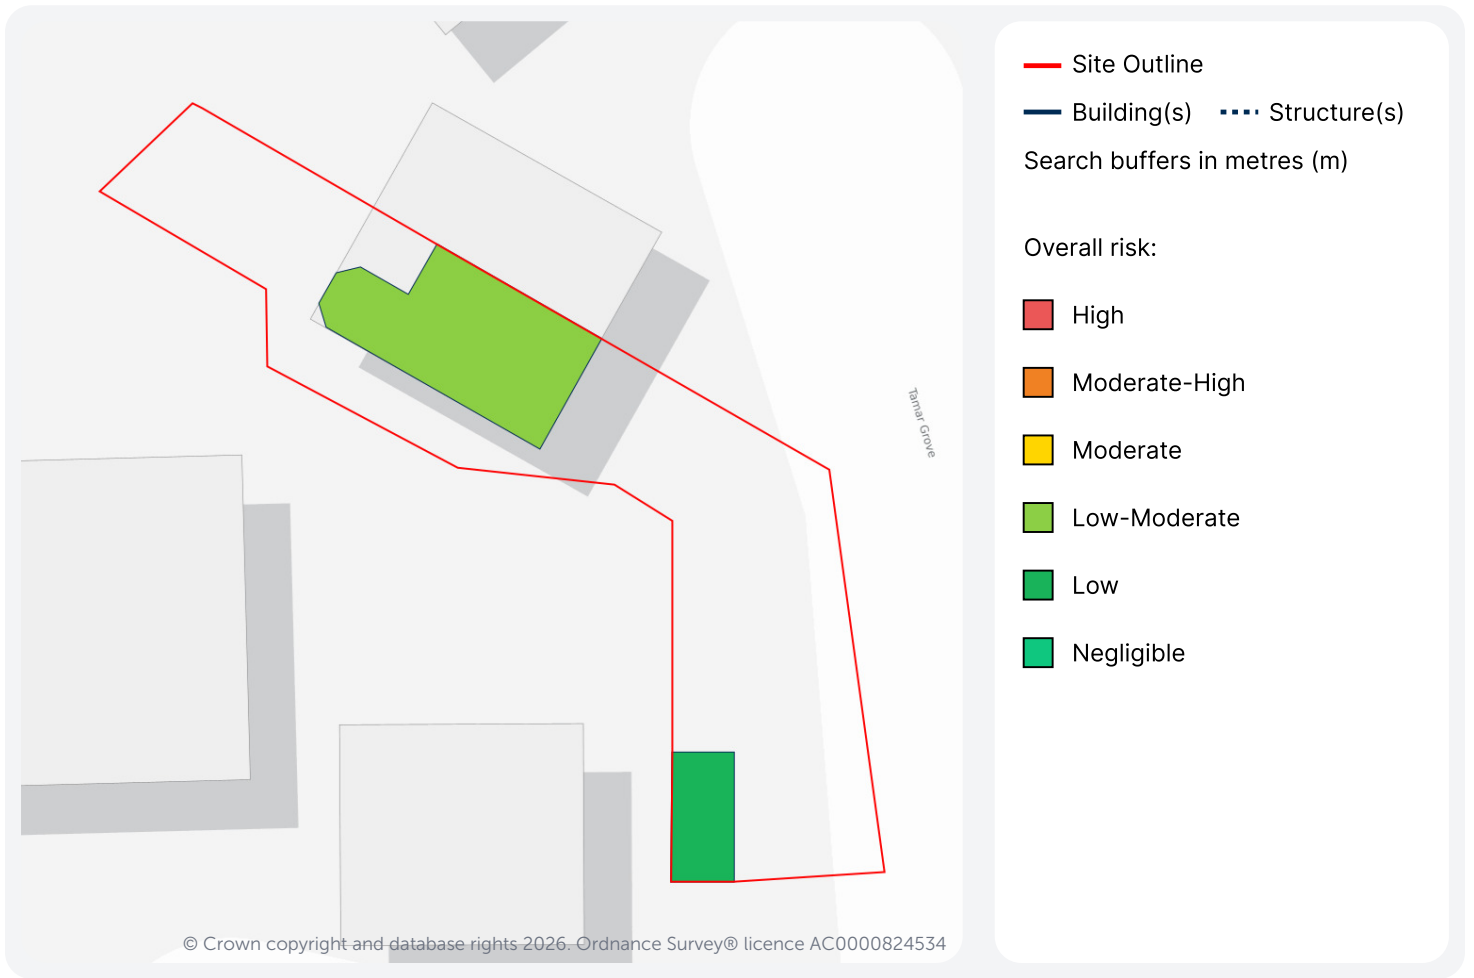 Site Outline
Building(s) Structure(s)
Search buffers in metres (m)
Overall risk:
High
Moderate-High
Moderate
Low-Moderate
Low
Negligible
Tamar Grove
© Crown copyright and database rights 2026. Ordnance Survey® licence AC0000824534